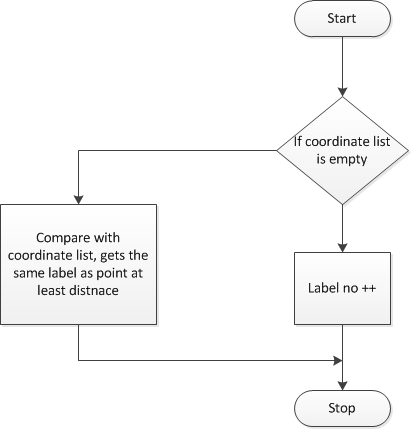 Start
If coordinate list
is empty
Compare with
coordinate list, gets the
same label as point at
least distnace
Label no ++
Stop